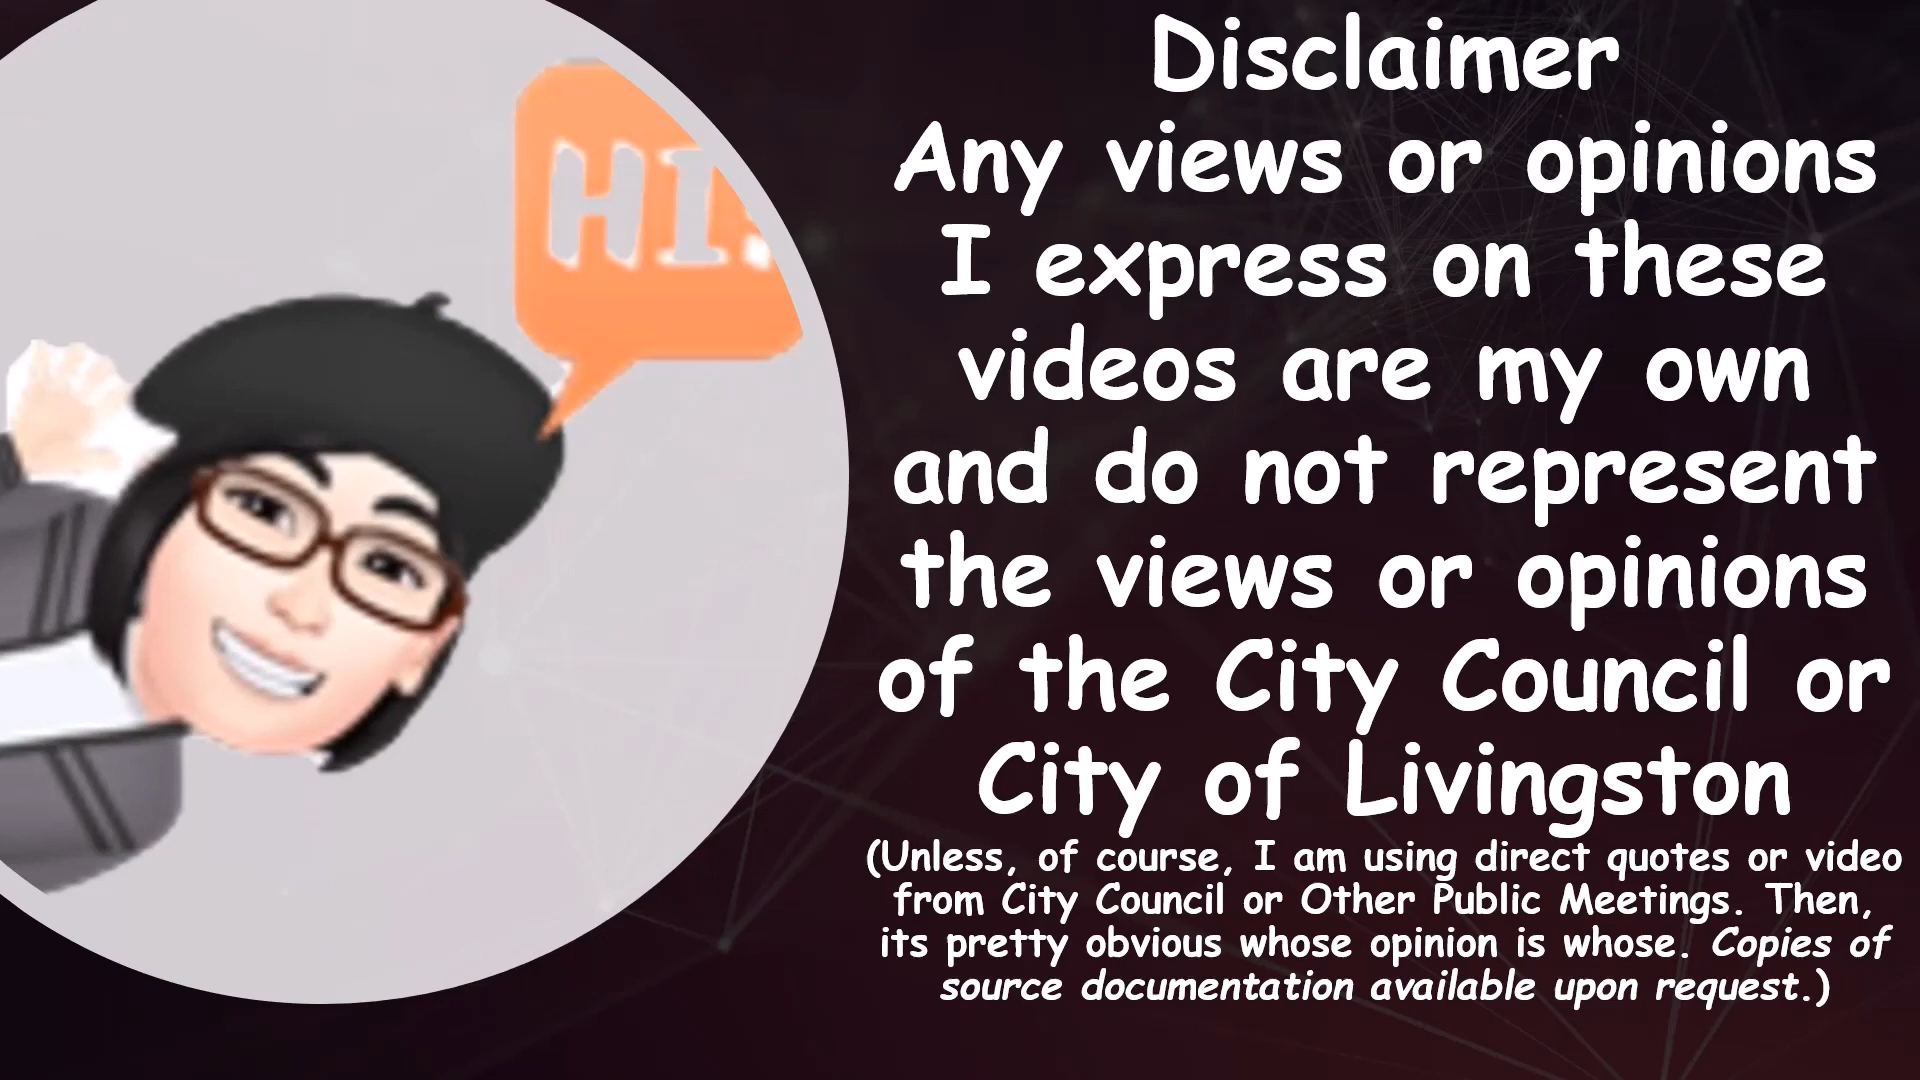 HI!
Disclaimer
Any views or opinions
I express on these
videos are my own
and do not represent
the views or opinions
of the City Council or
City of Livingston
(Unless, of course, I am using direct quotes or video
from City Council or Other Public Meetings. Then,
its pretty obvious whose opinion is whose. Copies of
source documentation available upon request.)